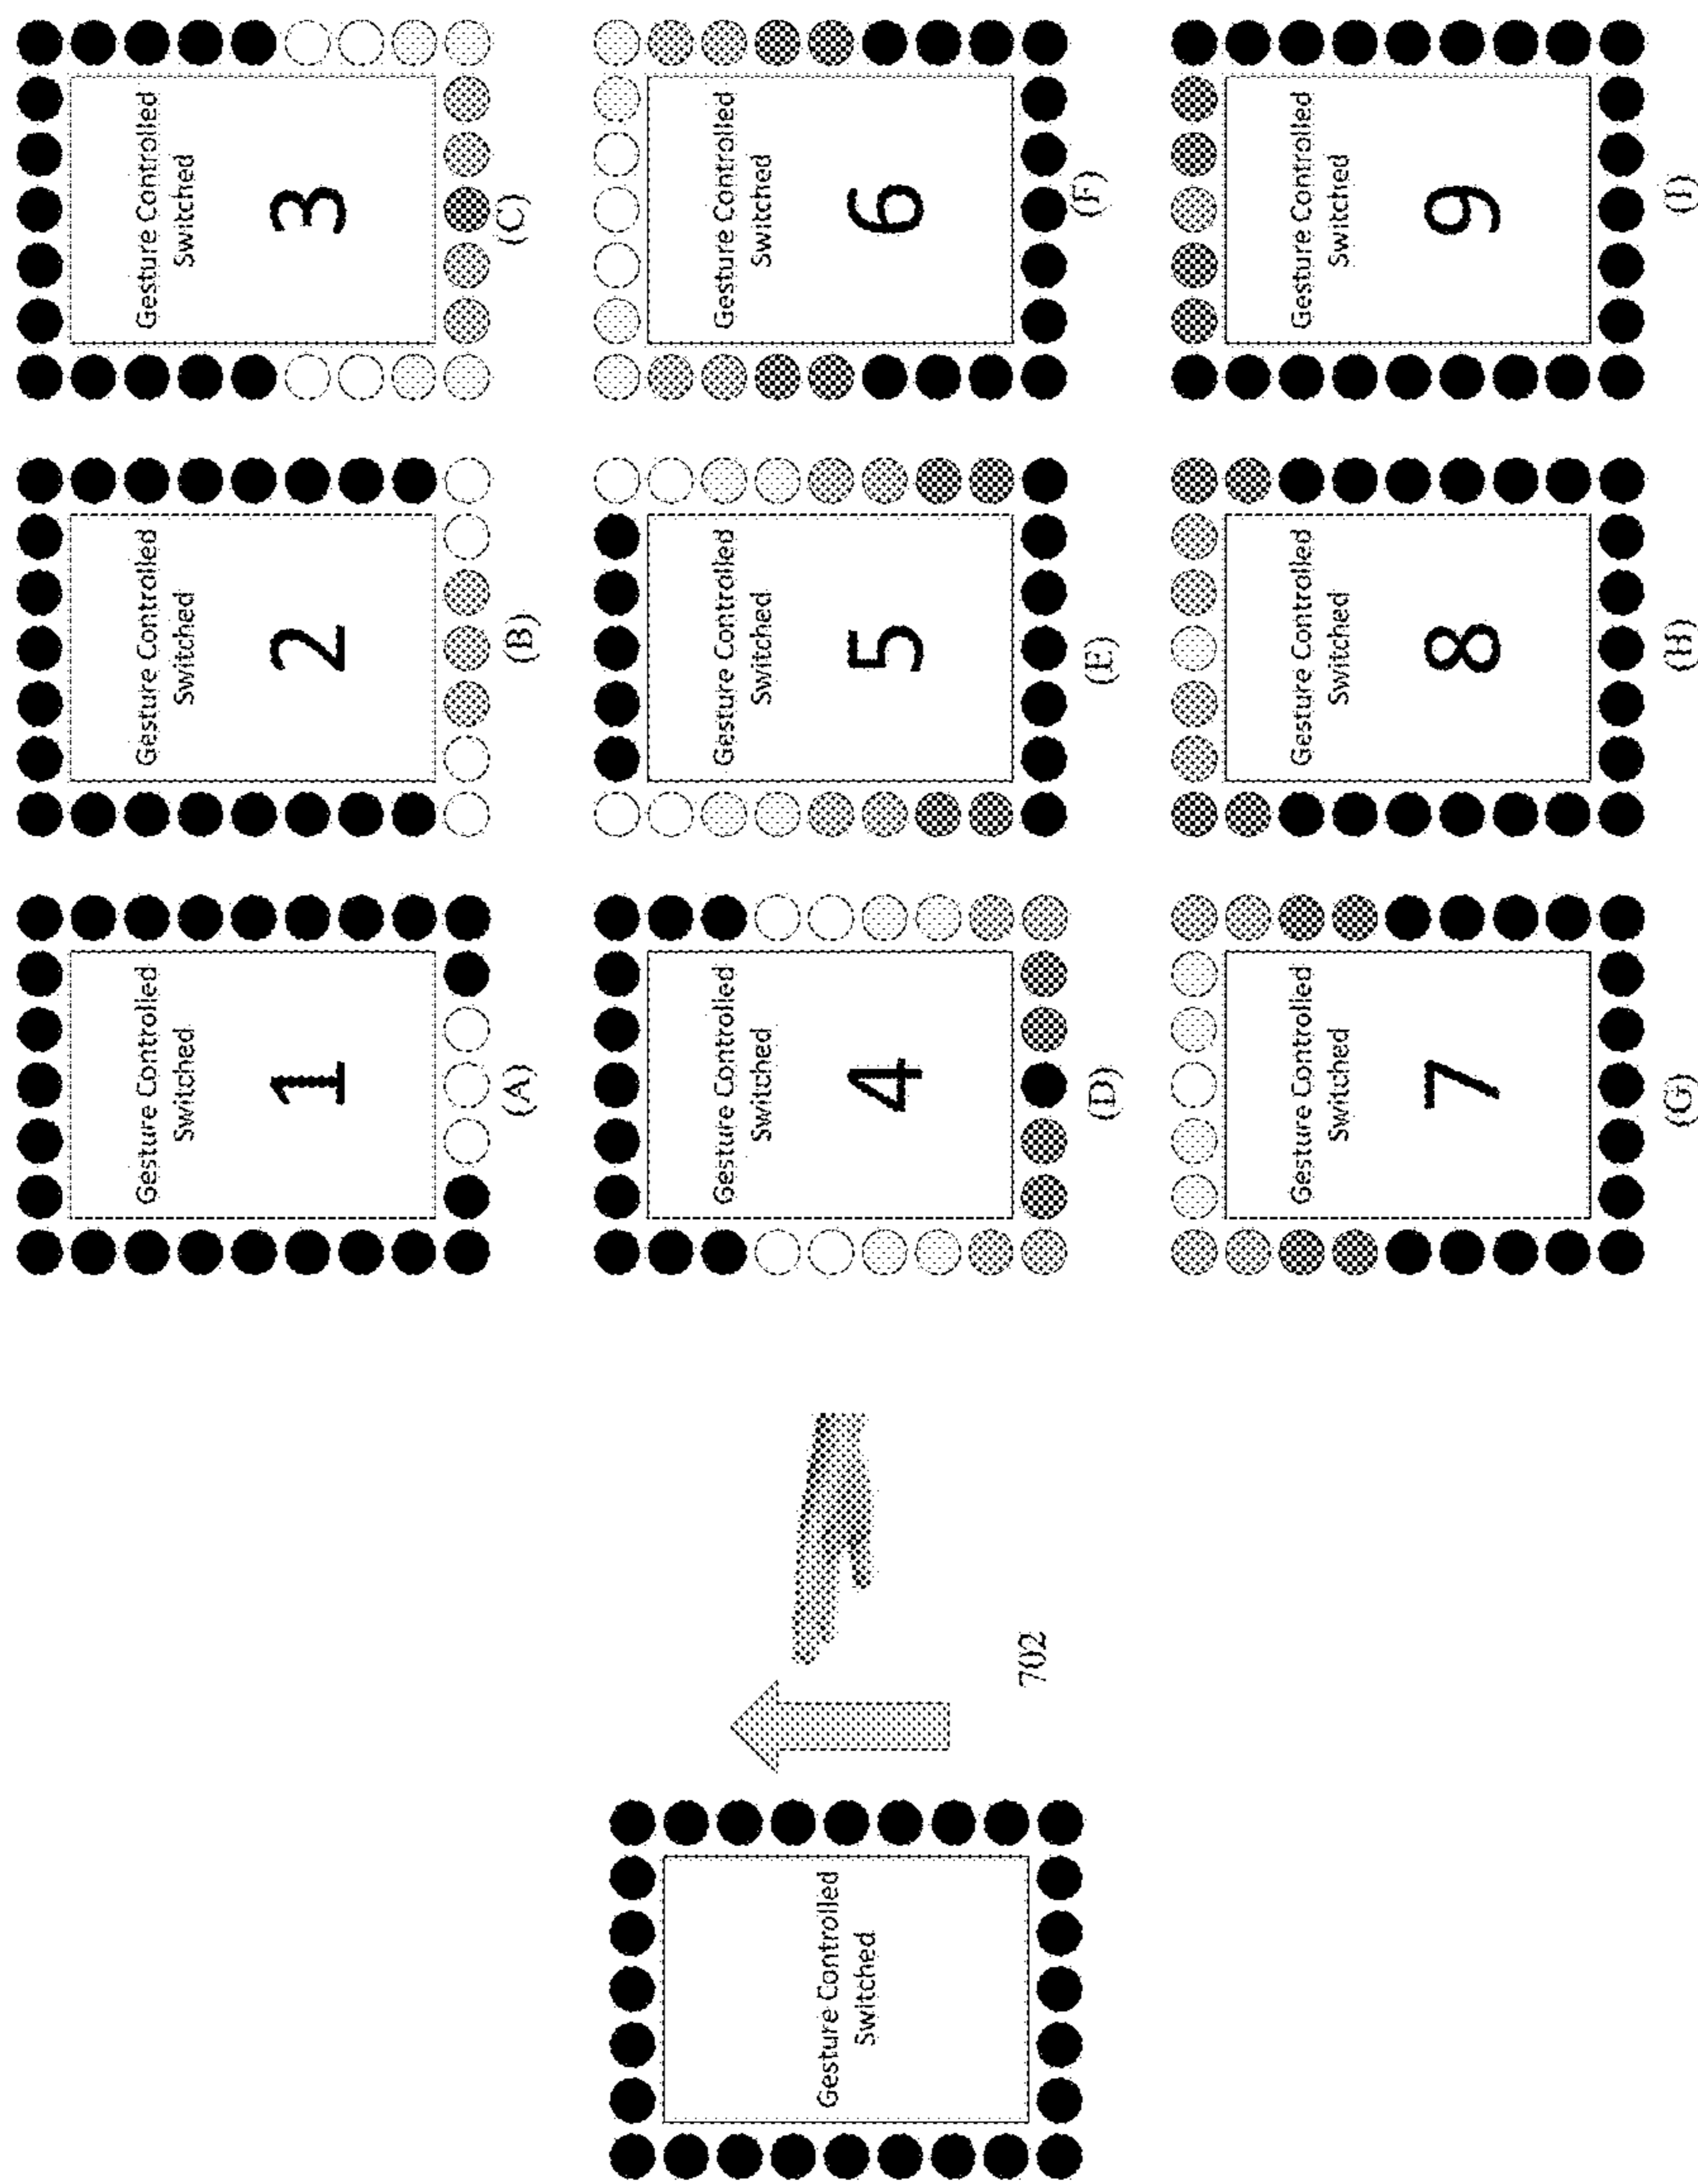 Gesture Controlled
Switched
702
Gesture Controlled
Switched
1
(A)
Gesture Controlled
Switched
2
(B)
Gesture Controlled
Switched
3
(C)
Gesture Controlled
Switched
4
(D)
Gesture Controlled
Switched
5
(E)
Gesture Controlled
Switched
6
(F)
Gesture Controlled
Switched
7
(G)
Gesture Controlled
Switched
8
(H)
Gesture Controlled
Switched
9
(I)